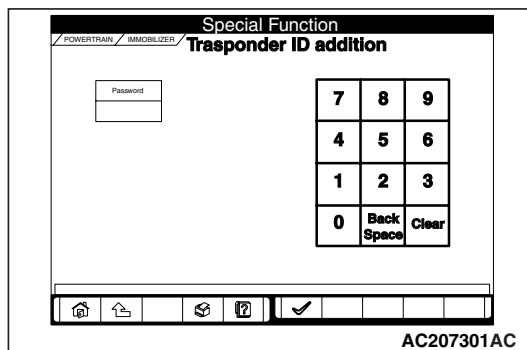 Special Function
POWERTRAIN IMMOBILIZER Trasponder ID addition
Password
7 8 9
4 5 6
1 2 3
0 Back Space Clear
AC207301AC